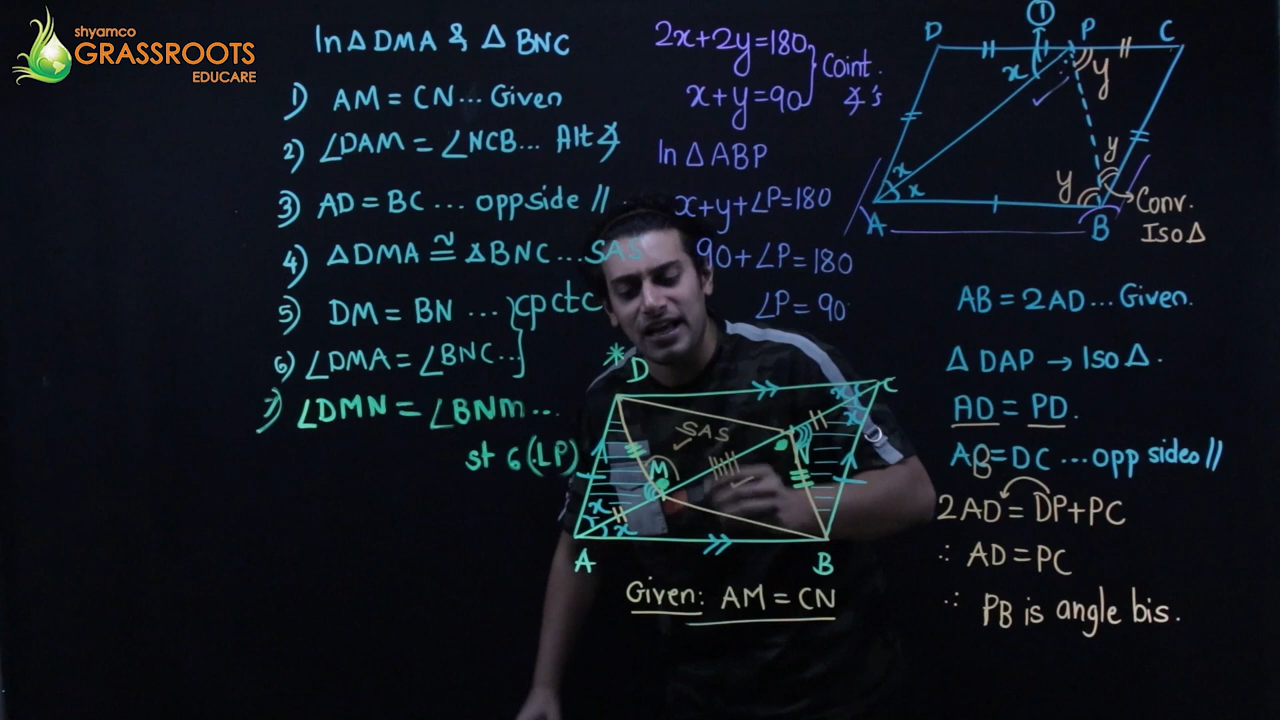 shyamco
GRASSROOTS
EDUCARE
In △ DMA & △ BNC
1) AM = CN ... Given
2) ∠DAM = ∠NCB... Alt ∡
3) AD = BC ... opp side //
4) △DMA ≅ △BNC ... SAS
5) DM = BN ... } cpctc
6) ∠DMA = ∠BNC...
7) ∠DMN = ∠BNM ...
st 6 (LP)
2x+2y=180
x+y=90
} Coint. ∡'s
In △ ABP
x+y+∠P=180
90+∠P=180
∠P=90
D
1
P
C
x
y
x
x
y
y
A
B
Conv.
Iso △
AB = 2AD ... Given.
△ DAP → Iso △.
AD = PD.
AB = DC ... opp sides //
2AD = DP+PC
∴ AD = PC
∴ PB is angle bis.
*
D
C
x
x
SAS
N
M
x
x
A
B
Given: AM = CN